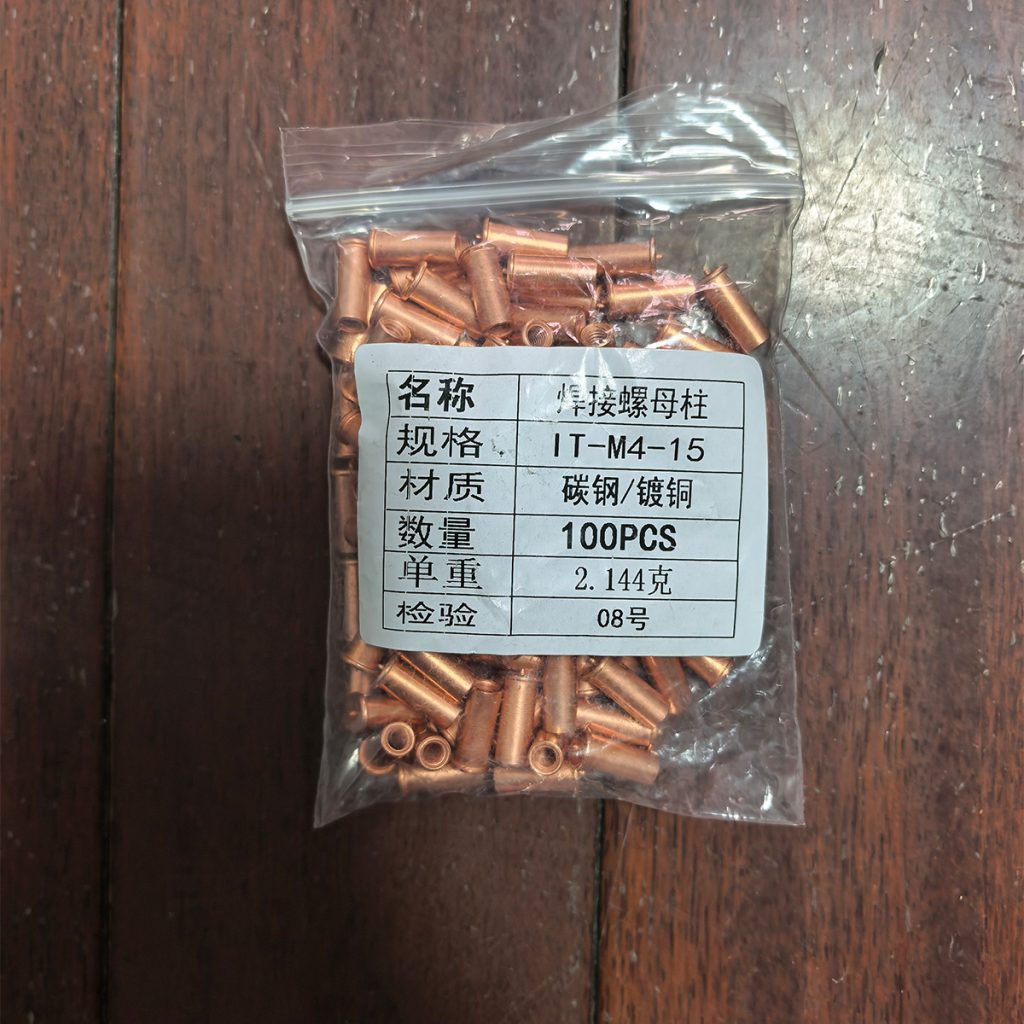 名称 焊接螺母柱
规格 IT-M4-15
材质 碳钢/镀铜
数量 100PCS
单重 2.144克
检验 08号